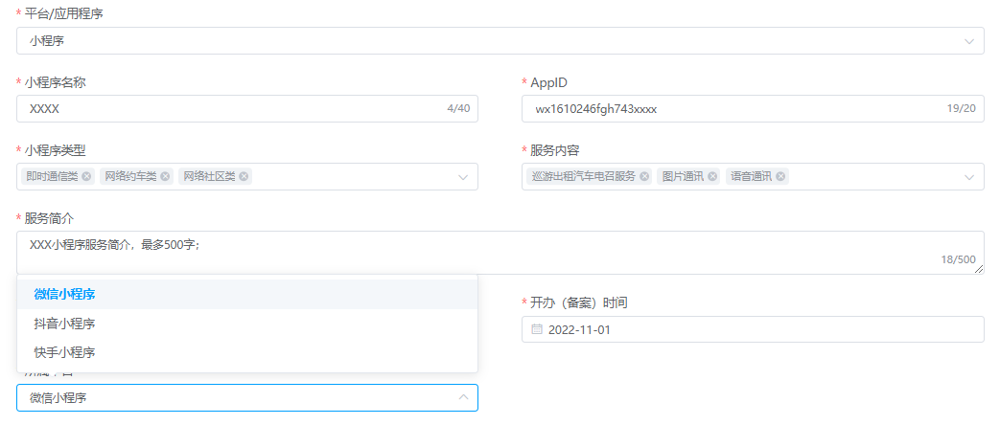 * 平台/应用程序
小程序
* 小程序名称
* AppID
XXXX 4/40
wx1610246fgh743xxxx 19/20
* 小程序类型
* 服务内容
即时通信类 网络约车类 网络社区类
巡游出租汽车电召服务 图片通讯 语音通讯
* 服务简介
XXX小程序服务简介，最多500字；
18/500
微信小程序
抖音小程序
快手小程序
* 开办（备案）时间
2022-11-01
微信小程序